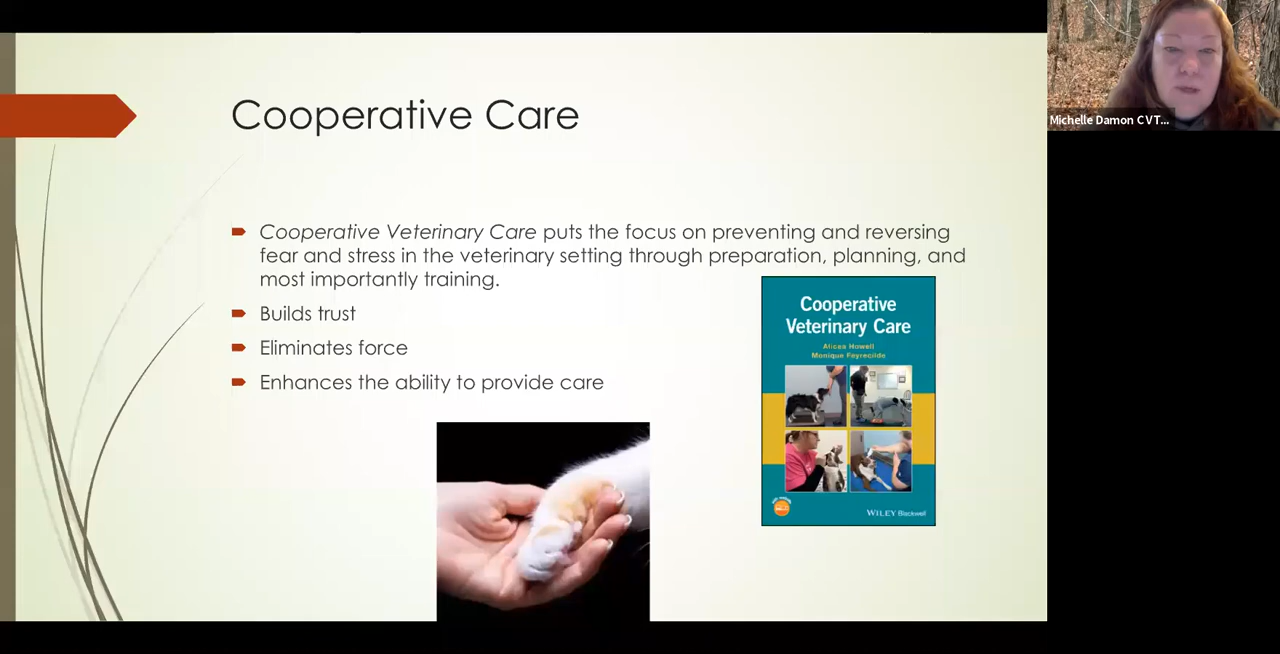 Cooperative Care
Cooperative Veterinary Care puts the focus on preventing and reversing
fear and stress in the veterinary setting through preparation, planning, and
most importantly training.
Builds trust
Eliminates force
Enhances the ability to provide care
Cooperative
Veterinary Care
Alicea Howell
Monique Feyrecilde
WILEY Blackwell
Michelle Damon CVT...